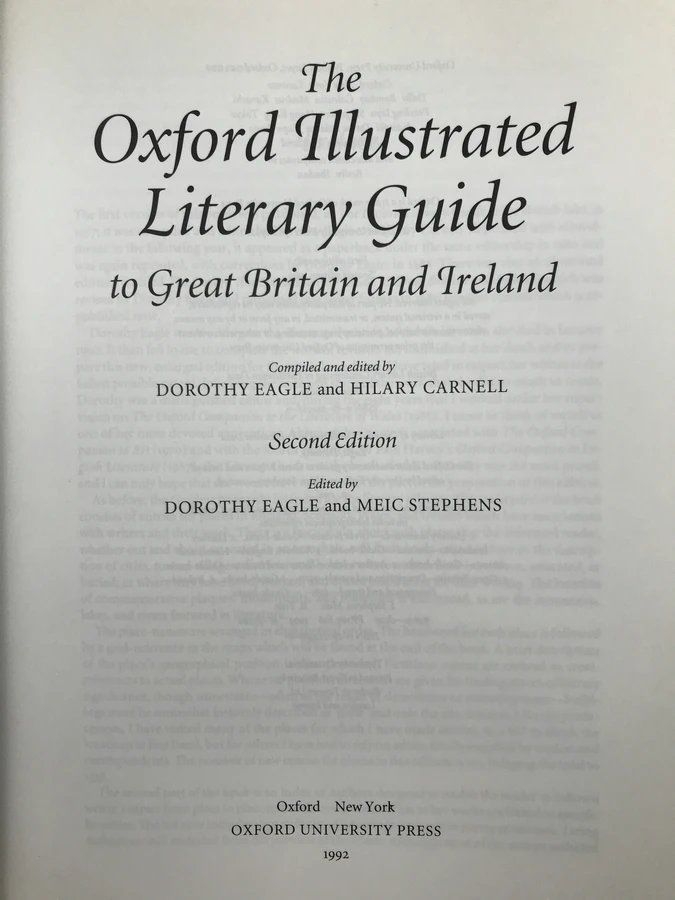 The
Oxford Illustrated
Literary Guide
to Great Britain and Ireland
Compiled and edited by
DOROTHY EAGLE and HILARY CARNELL
Second Edition
Edited by
DOROTHY EAGLE and MEIC STEPHENS
Oxford New York
OXFORD UNIVERSITY PRESS
1992